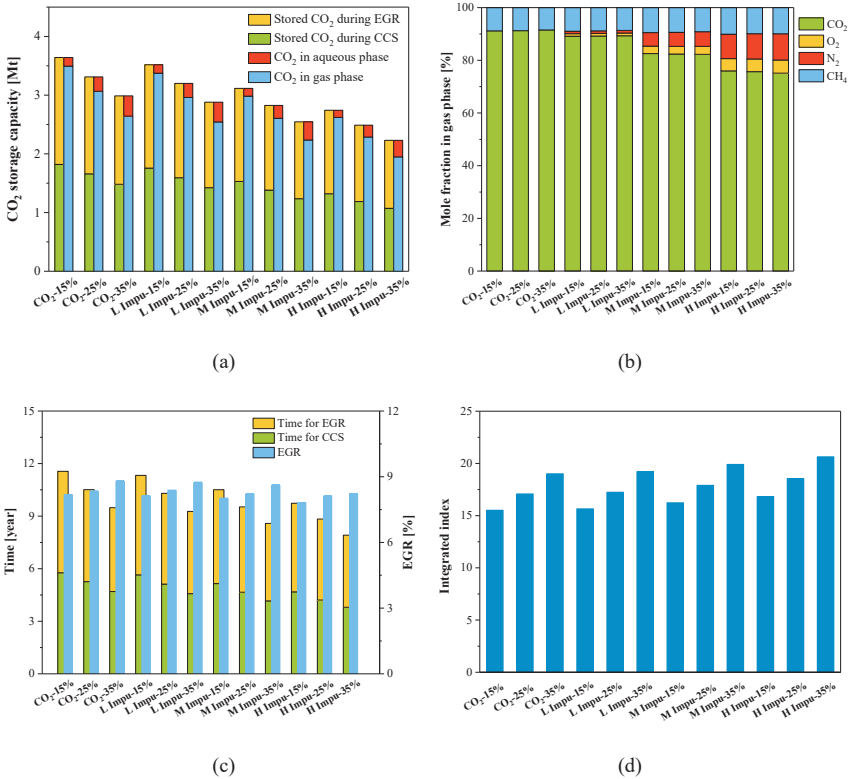 Stored CO₂ during EGR
Stored CO₂ during CCS
CO₂ in aqueous phase
CO₂ in gas phase
CO₂ storage capacity [Mt]
4
3
2
1
0
CO₂-15%
CO₂-25%
CO₂-35%
L Impu-15%
L Impu-25%
L Impu-35%
M Impu-15%
M Impu-25%
M Impu-35%
H Impu-15%
H Impu-25%
H Impu-35%
(a)
CO₂
O₂
N₂
CH₄
Mole fraction in gas phase [%]
100
80
60
40
20
0
CO₂-15%
CO₂-25%
CO₂-35%
L Impu-15%
L Impu-25%
L Impu-35%
M Impu-15%
M Impu-25%
M Impu-35%
H Impu-15%
H Impu-25%
H Impu-35%
(b)
Time for EGR
Time for CCS
EGR
Time [year]
15
12
9
6
3
0
EGR [%]
12
9
6
3
0
CO₂-15%
CO₂-25%
CO₂-35%
L Impu-15%
L Impu-25%
L Impu-35%
M Impu-15%
M Impu-25%
M Impu-35%
H Impu-15%
H Impu-25%
H Impu-35%
(c)
Integrated index
25
20
15
10
5
0
CO₂-15%
CO₂-25%
CO₂-35%
L Impu-15%
L Impu-25%
L Impu-35%
M Impu-15%
M Impu-25%
M Impu-35%
H Impu-15%
H Impu-25%
H Impu-35%
(d)